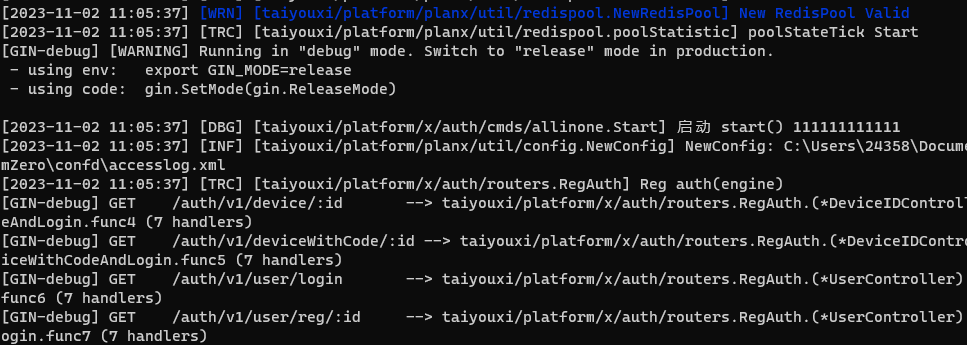 [2023-11-02 11:05:37] [WRN] [taiyouxi/platform/planx/util/redispool.NewRedisPool] New RedisPool Valid
[2023-11-02 11:05:37] [TRC] [taiyouxi/platform/planx/util/redispool.poolStatistic] poolStateTick Start
[GIN-debug] [WARNING] Running in "debug" mode. Switch to "release" mode in production.
 - using env:   export GIN_MODE=release
 - using code:  gin.SetMode(gin.ReleaseMode)
[2023-11-02 11:05:37] [DBG] [taiyouxi/platform/x/auth/cmds/allinone.Start] 启动 start() 111111111111
[2023-11-02 11:05:37] [INF] [taiyouxi/platform/planx/util/config.NewConfig] NewConfig: C:\Users\24358\Docume
mZero\confd\accesslog.xml
[2023-11-02 11:05:37] [TRC] [taiyouxi/platform/x/auth/routers.RegAuth] Reg auth(engine)
[GIN-debug] GET    /auth/v1/device/:id       --> taiyouxi/platform/x/auth/routers.RegAuth.(*DeviceIDControll
eAndLogin.func4 (7 handlers)
[GIN-debug] GET    /auth/v1/deviceWithCode/:id --> taiyouxi/platform/x/auth/routers.RegAuth.(*DeviceIDContro
iceWithCodeAndLogin.func5 (7 handlers)
[GIN-debug] GET    /auth/v1/user/login       --> taiyouxi/platform/x/auth/routers.RegAuth.(*UserController)
func6 (7 handlers)
[GIN-debug] GET    /auth/v1/user/reg/:id     --> taiyouxi/platform/x/auth/routers.RegAuth.(*UserController)
ogin.func7 (7 handlers)